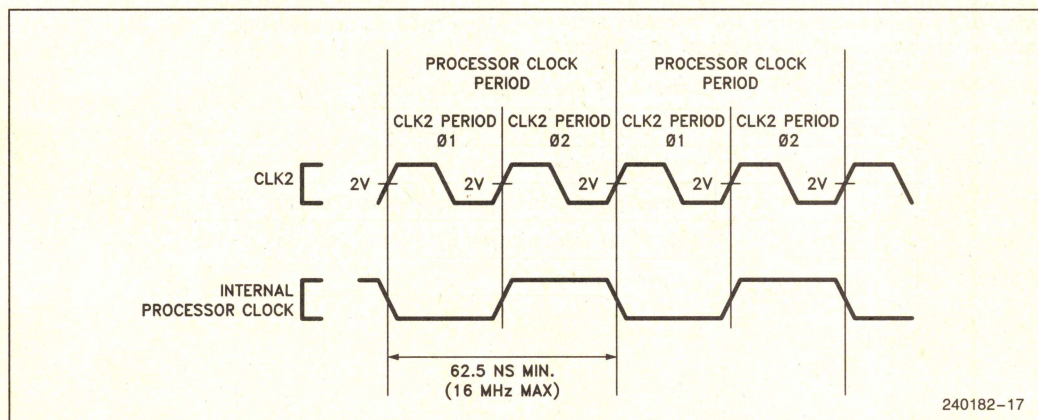 PROCESSOR CLOCK
PERIOD
PROCESSOR CLOCK
PERIOD
CLK2 PERIOD
Ø1
CLK2 PERIOD
Ø2
CLK2 PERIOD
Ø1
CLK2 PERIOD
Ø2
CLK2
2V
2V
2V
2V
2V
INTERNAL
PROCESSOR CLOCK
62.5 NS MIN.
(16 MHz MAX)
240182-17